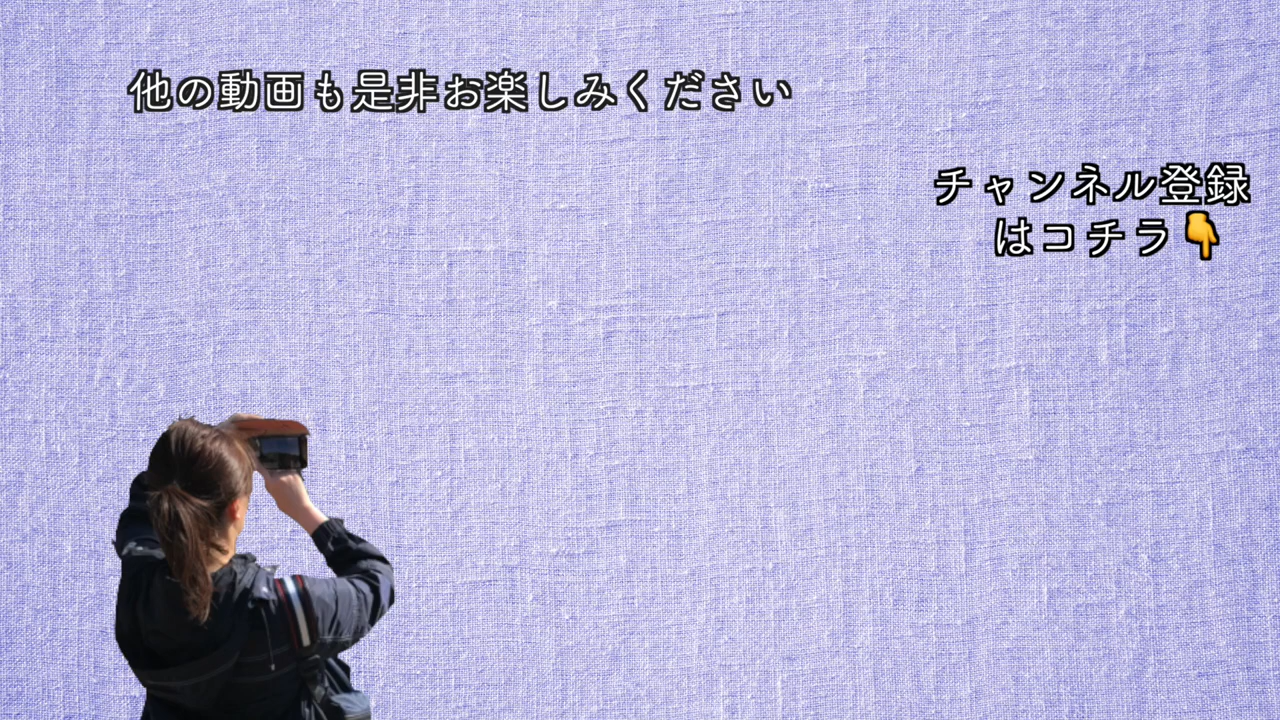 他の動画も是非お楽しみください
チャンネル登録
はコチラ👇